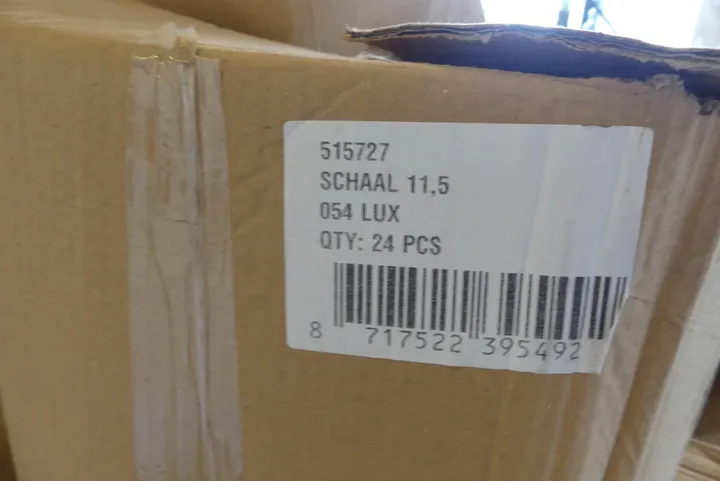 515727
SCHAAL 11,5
054 LUX
QTY: 24 PCS
8 717522 395492